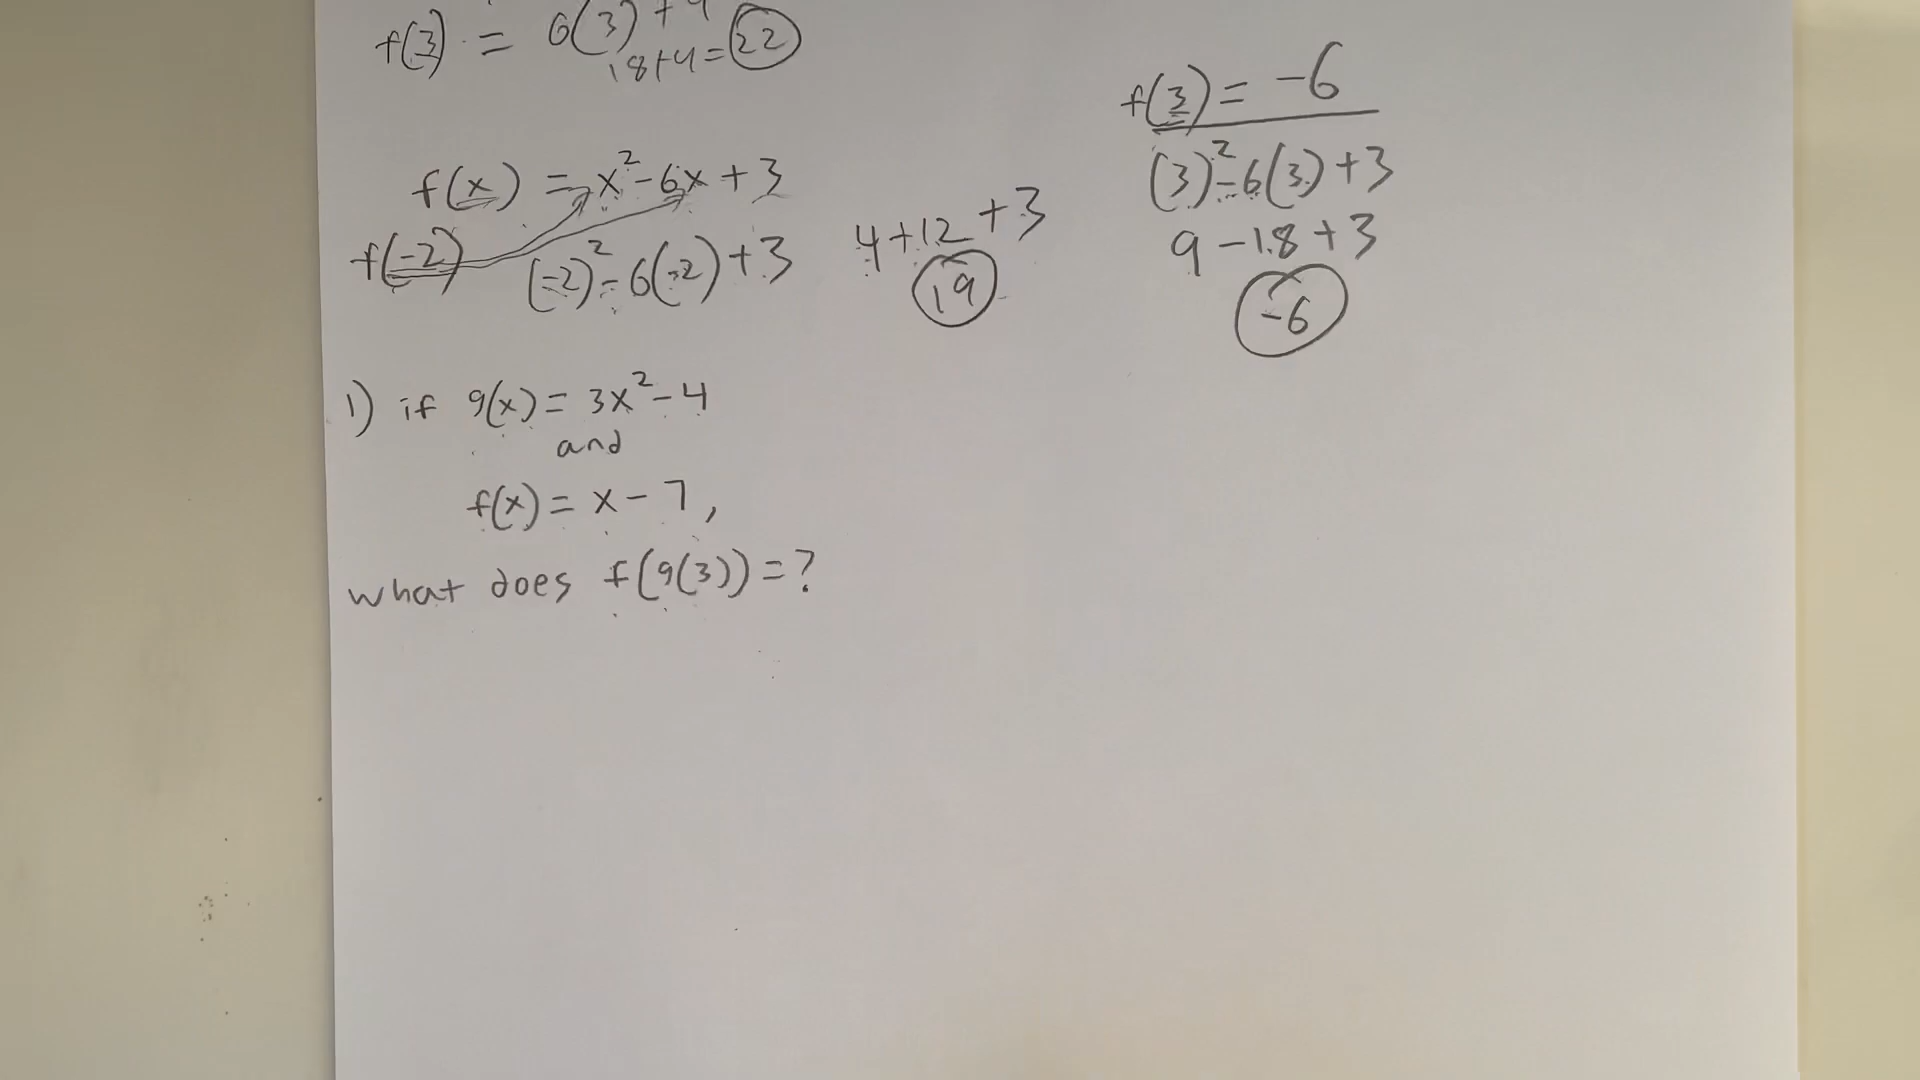 f(3) = 6(3)+4
18+4=22
f(x) = x²-6x+3
f(-2) (-2)²-6(-2)+3
4+12+3
19
f(3) = -6
(3)²-6(3)+3
9-18+3
-6
1) if g(x) = 3x²-4
and
f(x) = x-7,
what does f(g(3)) = ?